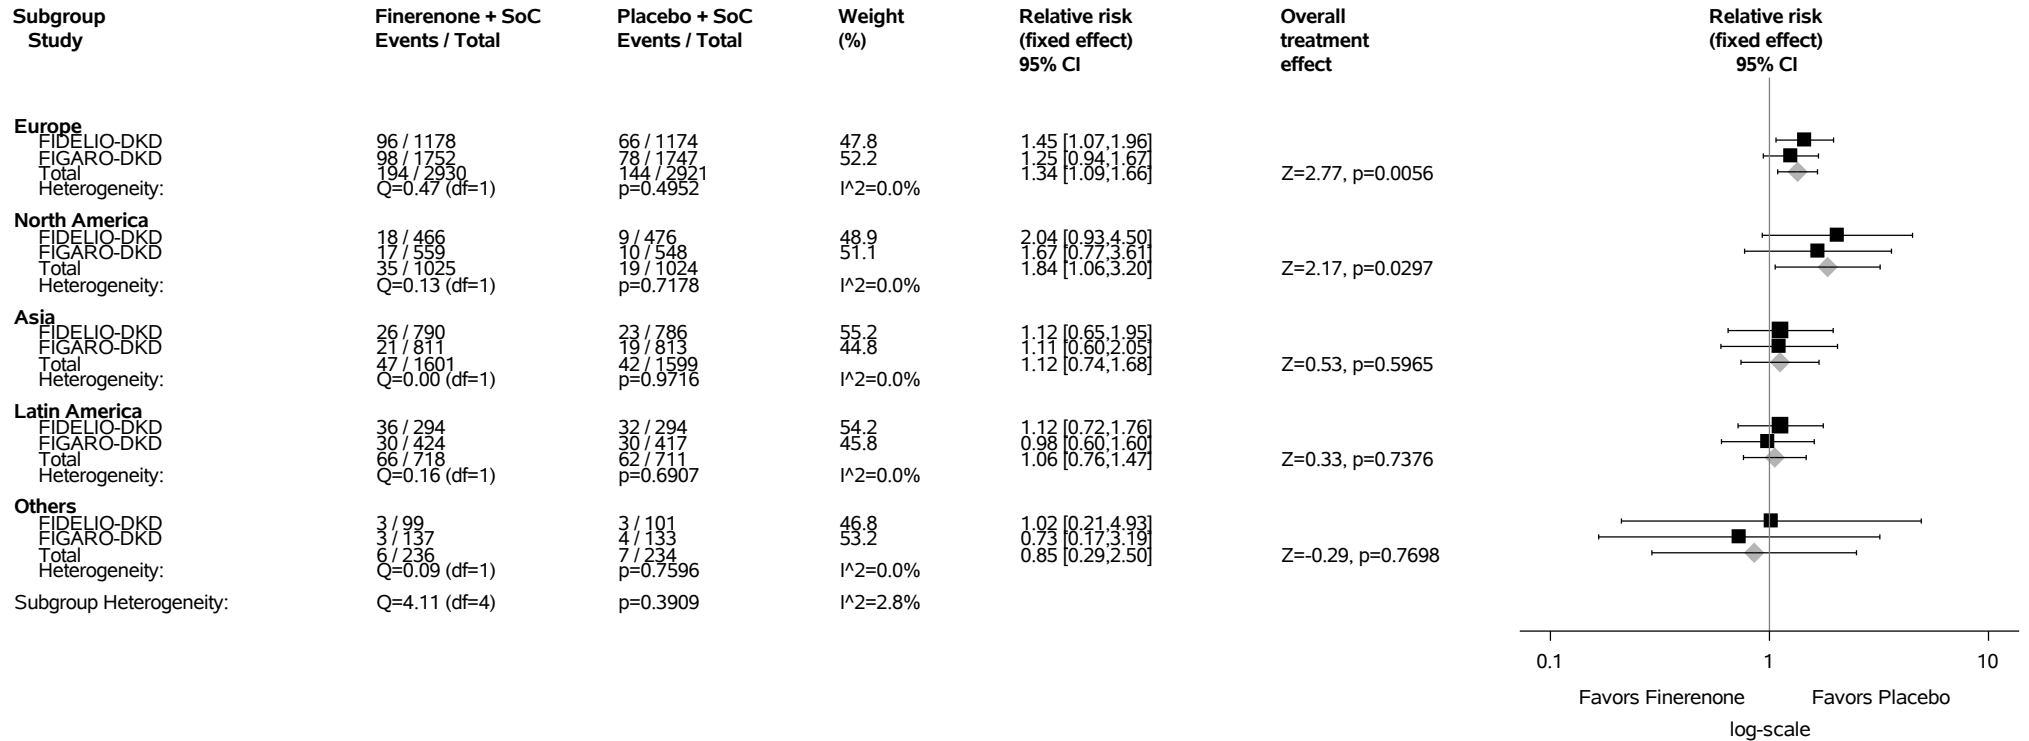 Subgroup Finerenone + SoC Placebo + SoC Weight Relative risk Overall Relative risk
Study Events / Total Events / Total (%) (fixed effect) treatment (fixed effect)
95% CI effect 95% CI
Europe
FIDELIO-DKD 96 / 1178 66 / 1174 47.8 1.45 [1.07,1.96]
FIGARO-DKD 98 / 1752 78 / 1747 52.2 1.25 [0.94,1.67]
Total 194 / 2930 144 / 2921 1.34 [1.09,1.66] Z=2.77, p=0.0056
Heterogeneity: Q=0.47 (df=1) p=0.4952 I^2=0.0%
North America
FIDELIO-DKD 18 / 466 9 / 476 48.9 2.04 [0.93,4.50]
FIGARO-DKD 17 / 559 10 / 548 51.1 1.67 [0.77,3.61]
Total 35 / 1025 19 / 1024 1.84 [1.06,3.20] Z=2.17, p=0.0297
Heterogeneity: Q=0.13 (df=1) p=0.7178 I^2=0.0%
Asia
FIDELIO-DKD 26 / 790 23 / 786 55.2 1.12 [0.65,1.95]
FIGARO-DKD 21 / 811 19 / 813 44.8 1.11 [0.60,2.05]
Total 47 / 1601 42 / 1599 1.12 [0.74,1.68] Z=0.53, p=0.5965
Heterogeneity: Q=0.00 (df=1) p=0.9716 I^2=0.0%
Latin America
FIDELIO-DKD 36 / 294 32 / 294 54.2 1.12 [0.72,1.76]
FIGARO-DKD 30 / 424 30 / 417 45.8 0.98 [0.60,1.60]
Total 66 / 718 62 / 711 1.06 [0.76,1.47] Z=0.33, p=0.7376
Heterogeneity: Q=0.16 (df=1) p=0.6907 I^2=0.0%
Others
FIDELIO-DKD 3 / 99 3 / 101 46.8 1.02 [0.21,4.93]
FIGARO-DKD 3 / 137 4 / 133 53.2 0.73 [0.17,3.19]
Total 6 / 236 7 / 234 0.85 [0.29,2.50] Z=-0.29, p=0.7698
Heterogeneity: Q=0.09 (df=1) p=0.7596 I^2=0.0%
Subgroup Heterogeneity: Q=4.11 (df=4) p=0.3909 I^2=2.8%
0.1 1 10
Favors Finerenone Favors Placebo
log-scale